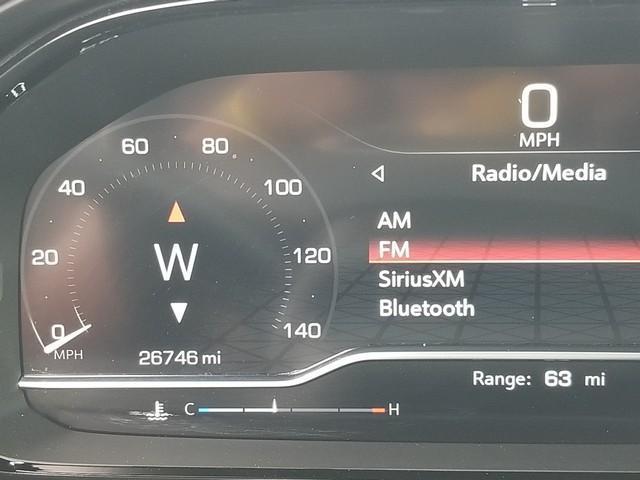 0
MPH
Radio/Media
AM
FM
SiriusXM
Bluetooth
0
20
40
60
80
100
120
140
MPH
W
26746 mi
Range: 63 mi
C
H